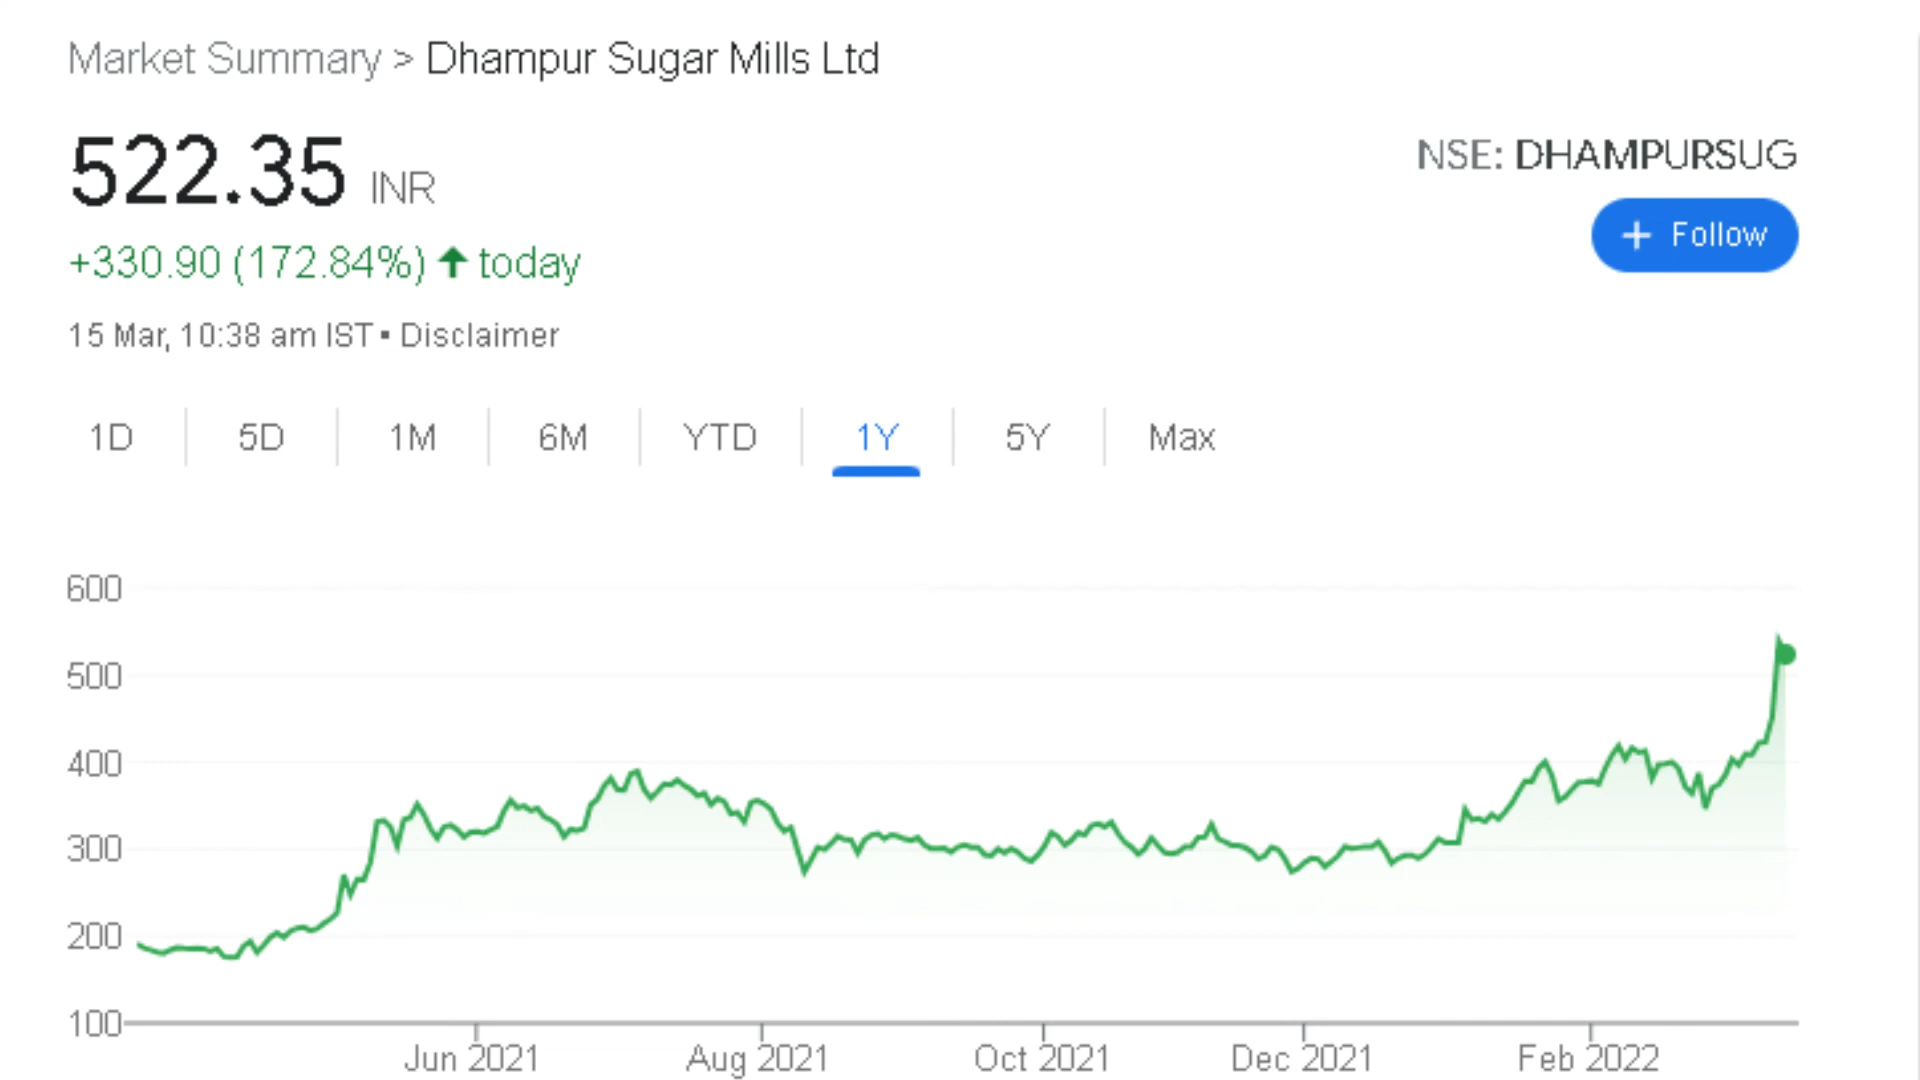 Market Summary > Dhampur Sugar Mills Ltd
522.35 INR
NSE: DHAMPURSUG
+330.90 (172.84%) ↑ today
+ Follow
15 Mar, 10:38 am IST • Disclaimer
1D 5D 1M 6M YTD 1Y 5Y Max
600
500
400
300
200
100
Jun 2021 Aug 2021 Oct 2021 Dec 2021 Feb 2022